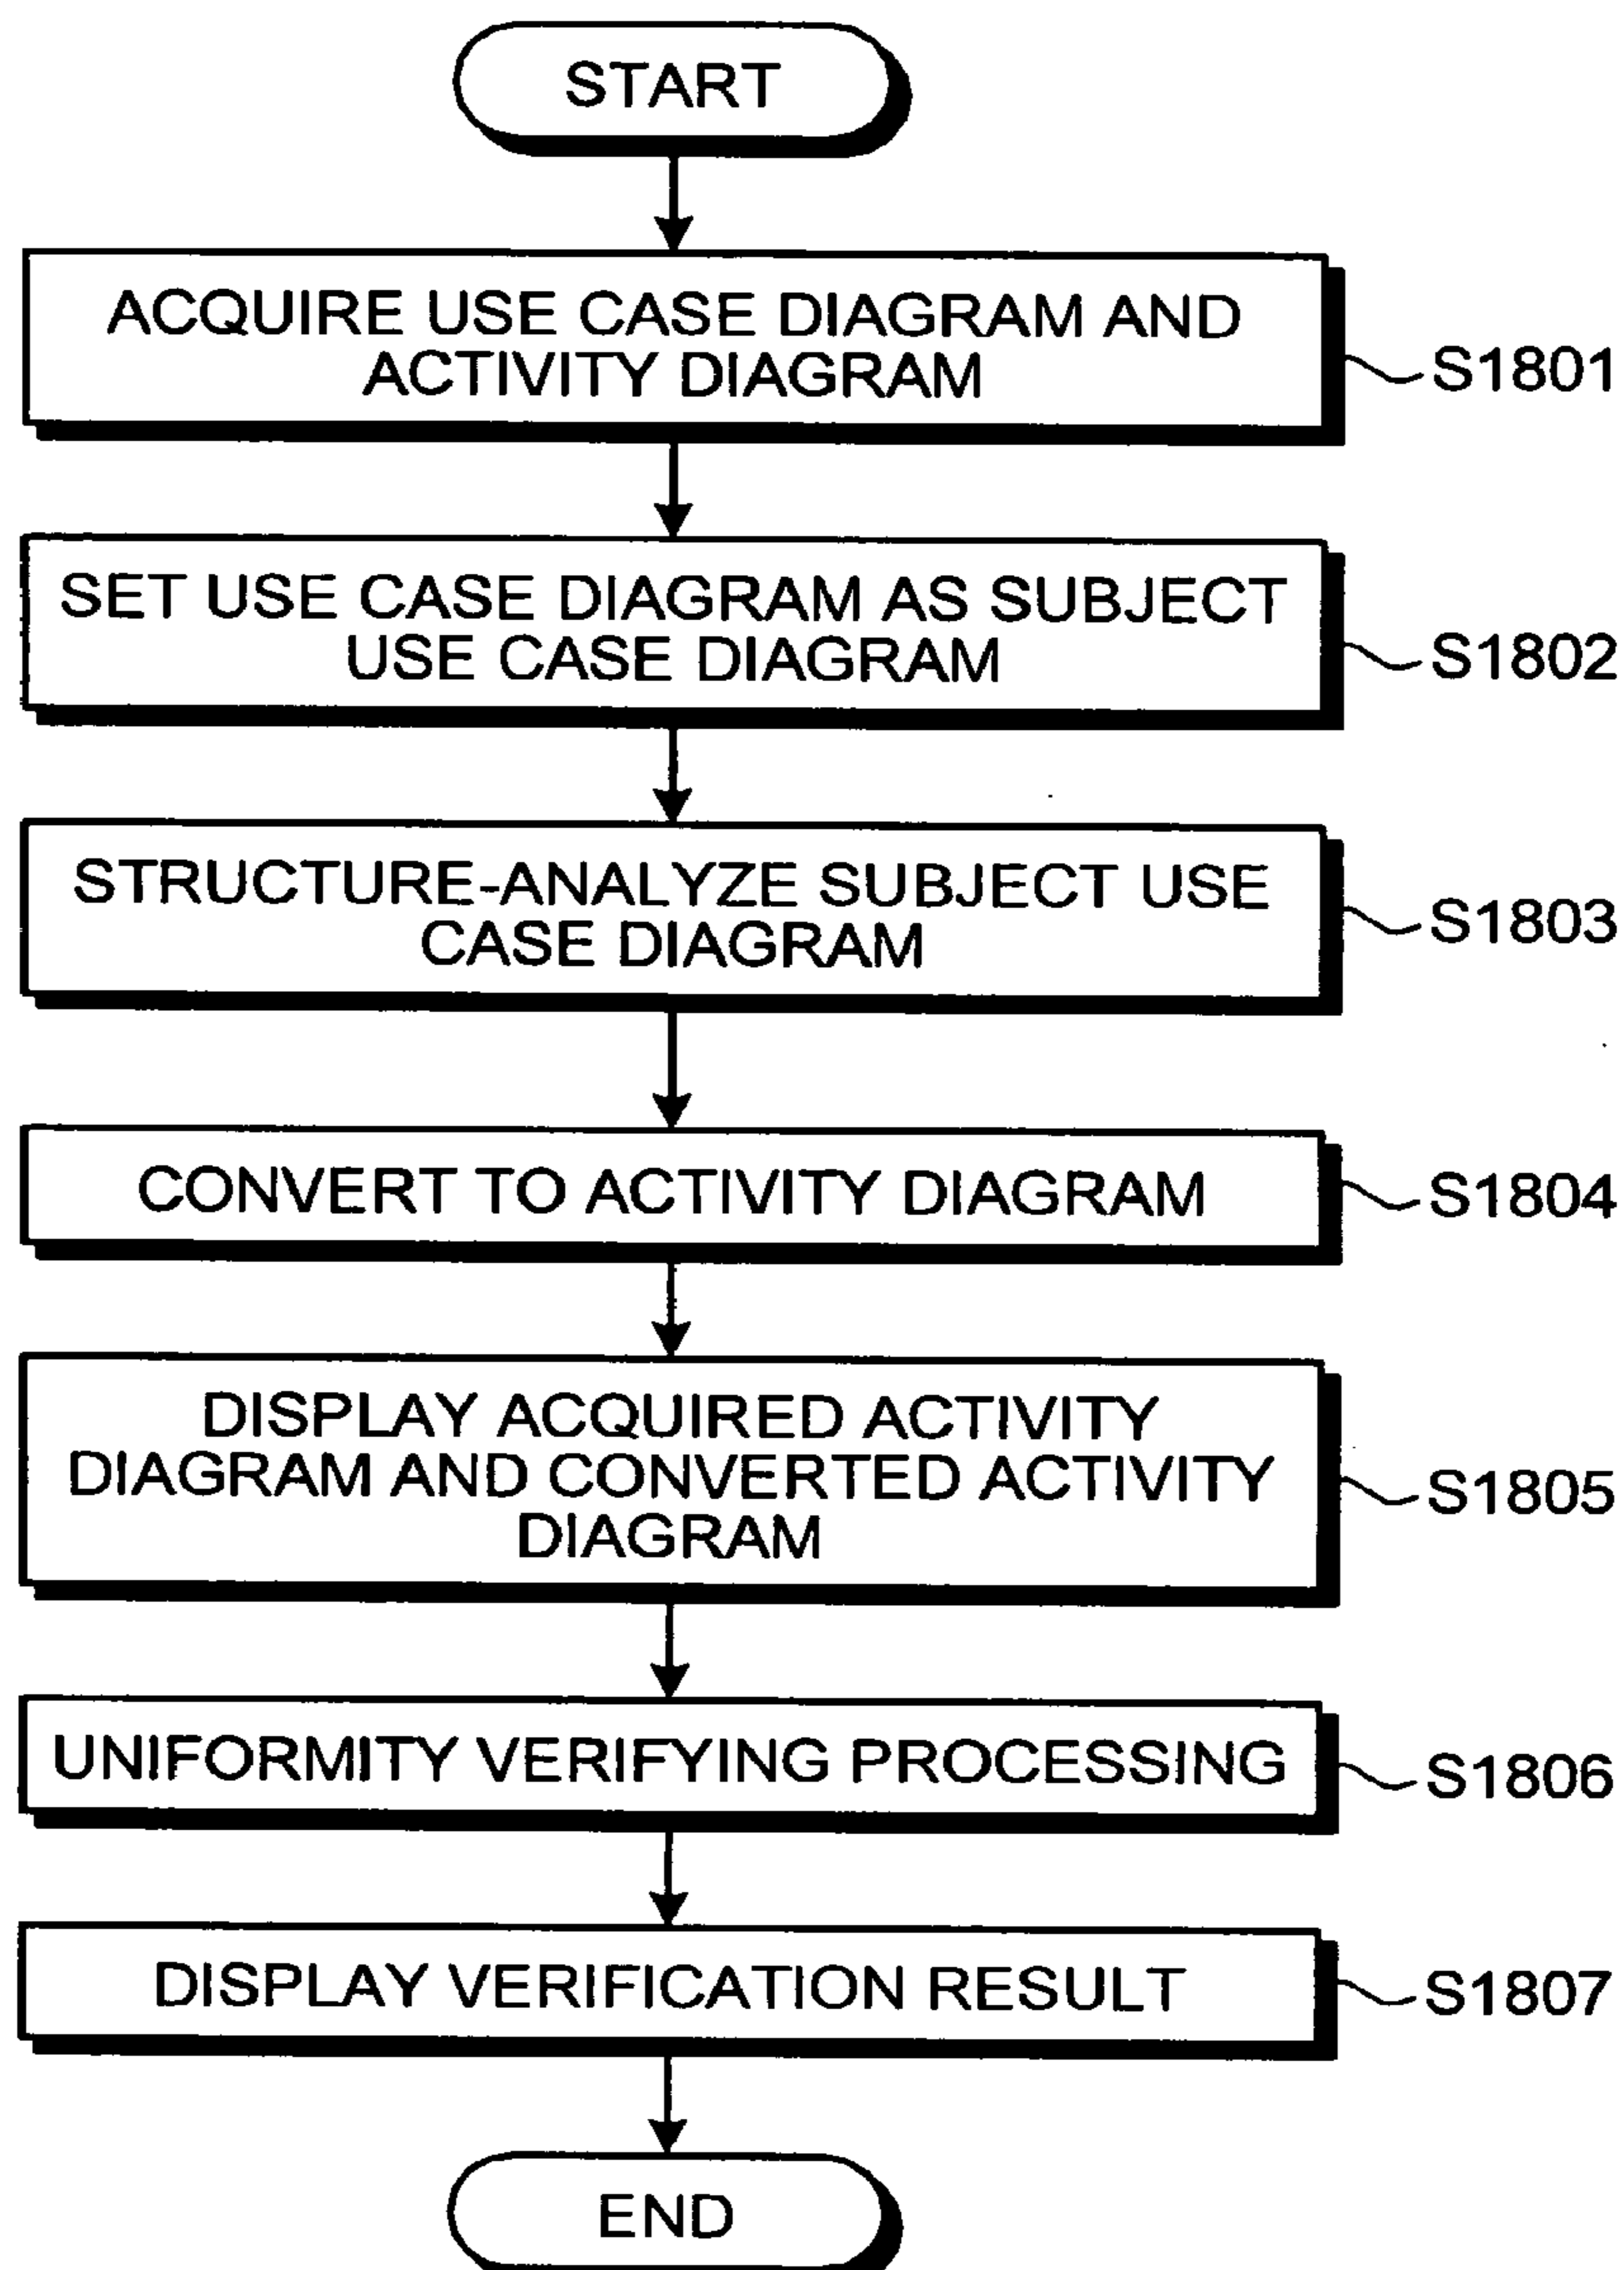 START
ACQUIRE USE CASE DIAGRAM AND
ACTIVITY DIAGRAM
S1801
SET USE CASE DIAGRAM AS SUBJECT
USE CASE DIAGRAM
S1802
STRUCTURE-ANALYZE SUBJECT USE
CASE DIAGRAM
S1803
CONVERT TO ACTIVITY DIAGRAM
S1804
DISPLAY ACQUIRED ACTIVITY
DIAGRAM AND CONVERTED ACTIVITY
DIAGRAM
S1805
UNIFORMITY VERIFYING PROCESSING
S1806
DISPLAY VERIFICATION RESULT
S1807
END